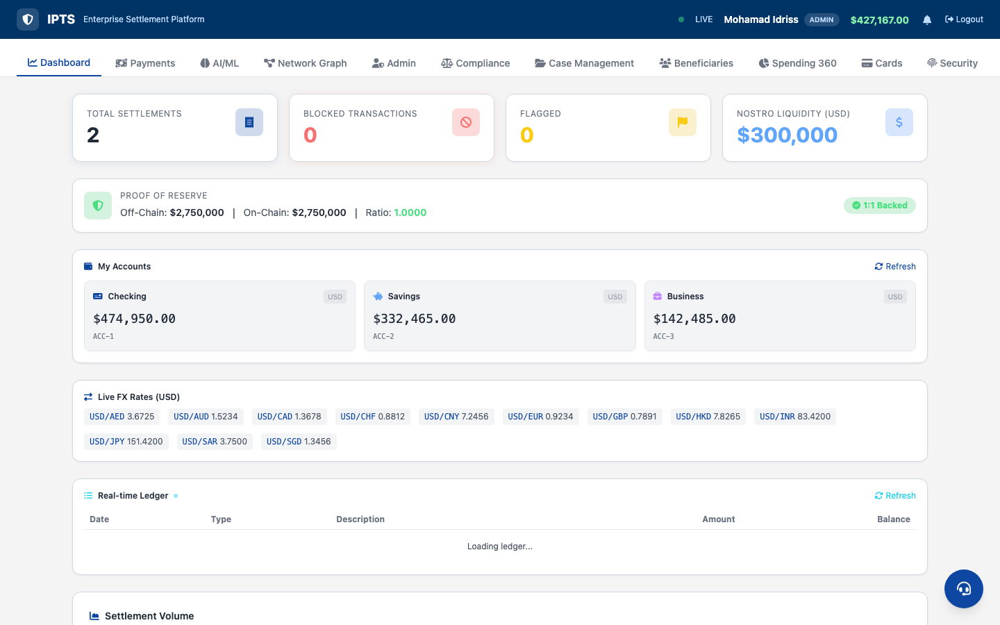 IPTS Enterprise Settlement Platform LIVE Mohamad Idriss ADMIN $427,167.00 Logout
Dashboard Payments AI/ML Network Graph Admin Compliance Case Management Beneficiaries Spending 360 Cards Security
TOTAL SETTLEMENTS
2
BLOCKED TRANSACTIONS
0
FLAGGED
0
NOSTRO LIQUIDITY (USD)
$300,000
PROOF OF RESERVE
Off-Chain: $2,750,000 | On-Chain: $2,750,000 | Ratio: 1.0000
1:1 Backed
My Accounts
Refresh
Checking USD
$474,950.00
ACC-1
Savings USD
$332,465.00
ACC-2
Business USD
$142,485.00
ACC-3
Live FX Rates (USD)
USD/AED 3.6725 USD/AUD 1.5234 USD/CAD 1.3678 USD/CHF 0.8812 USD/CNY 7.2456 USD/EUR 0.9234 USD/GBP 0.7891 USD/HKD 7.8265 USD/INR 83.4200
USD/JPY 151.4200 USD/SAR 3.7500 USD/SGD 1.3456
Real-time Ledger
Refresh
Date Type Description Amount Balance
Loading ledger...
Settlement Volume